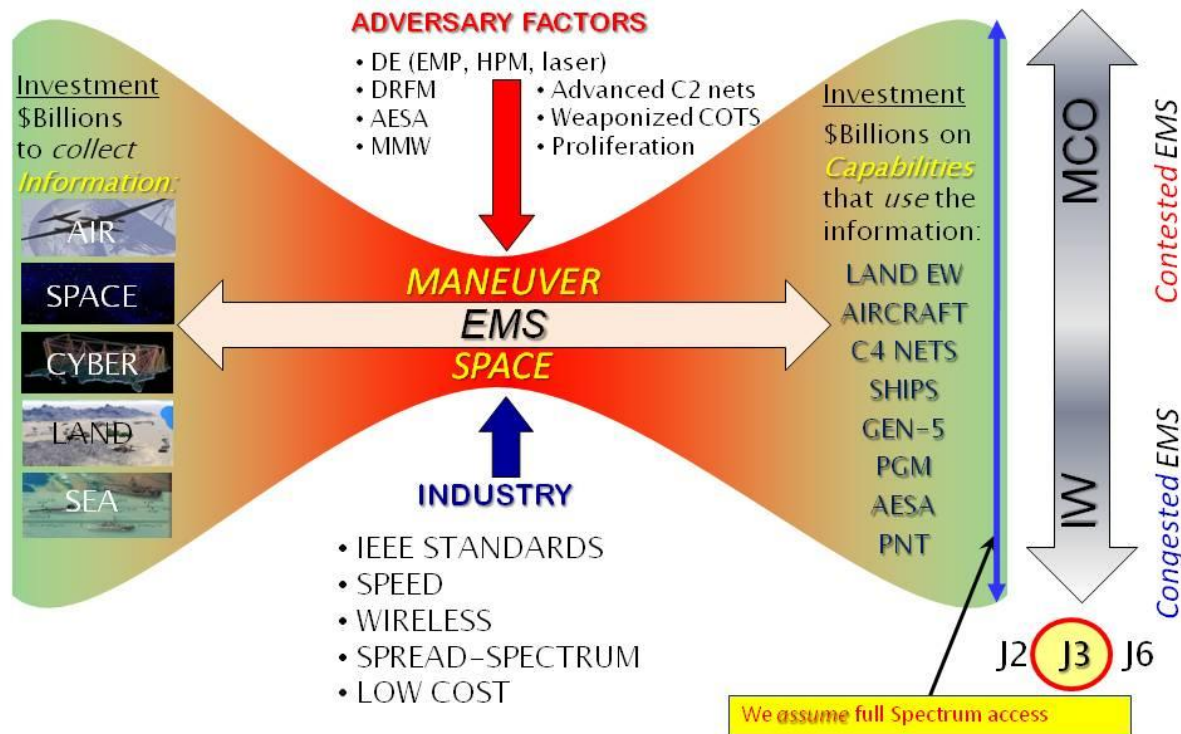 ADVERSARY FACTORS
• DE (EMP, HPM, laser)
• DRFM
• AESA
• MMW
• Advanced C2 nets
• Weaponized COTS
• Proliferation
Investment
$Billions
to collect
Information:
AIR
SPACE
CYBER
LAND
SEA
MANEUVER
EMS
SPACE
Investment
$Billions on
Capabilities
that use the
information:
LAND EW
AIRCRAFT
C4 NETS
SHIPS
GEN-5
PGM
AESA
PNT
MCO
IW
Contested EMS
Congested EMS
INDUSTRY
• IEEE STANDARDS
• SPEED
• WIRELESS
• SPREAD-SPECTRUM
• LOW COST
J2 J3 J6
We assume full Spectrum access